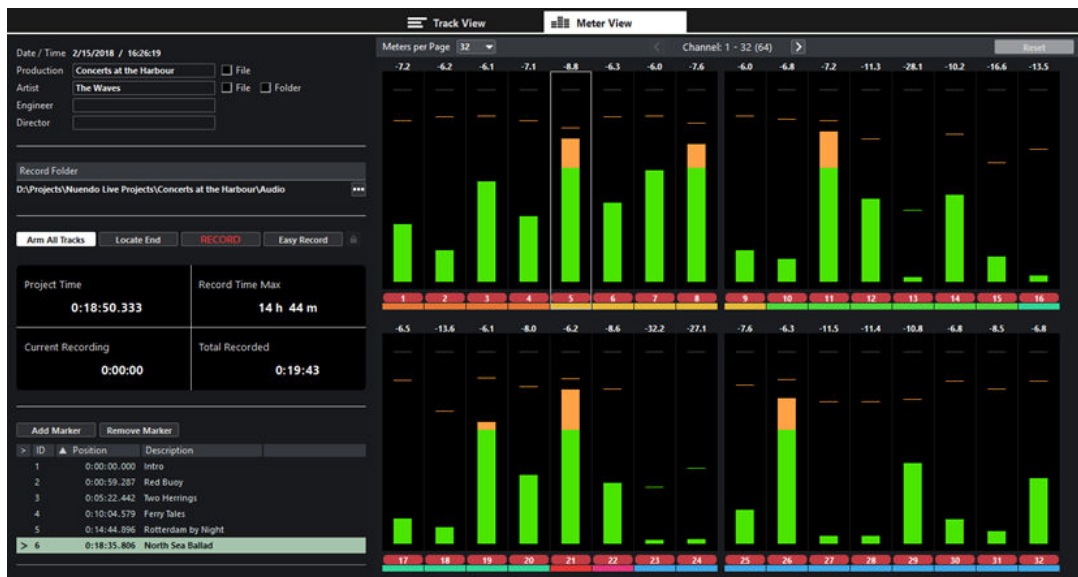 Track View
Meter View
Date / Time 2/15/2018 / 16:26:19
Production Concerts at the Harbour File
Artist The Waves File Folder
Engineer
Director
Record Folder
D:\Projects\Nuendo Live Projects\Concerts at the Harbour\Audio •••
Arm All Tracks Locate End RECORD Easy Record
Project Time Record Time Max
0:18:50.333 14 h 44 m
Current Recording Total Recorded
0:00:00 0:19:43
Add Marker Remove Marker
> ID ▲ Position Description
1 0:00:00.000 Intro
2 0:00:59.287 Red Buoy
3 0:05:22.442 Two Herrings
4 0:10:04.579 Ferry Tales
5 0:14:44.896 Rotterdam by Night
> 6 0:18:35.806 North Sea Ballad
Meters per Page 32 < Channel: 1 - 32 (64) > Reset
-7.2 -6.2 -6.1 -7.1 -8.8 -6.3 -6.0 -7.6 -6.0 -6.8 -7.2 -11.3 -28.1 -10.2 -16.6 -13.5
1 2 3 4 5 6 7 8 9 10 11 12 13 14 15 16
-6.5 -13.6 -6.1 -8.0 -6.2 -8.6 -32.2 -27.1 -7.6 -6.3 -11.5 -11.4 -10.8 -6.8 -8.5 -6.8
17 18 19 20 21 22 23 24 25 26 27 28 29 30 31 32